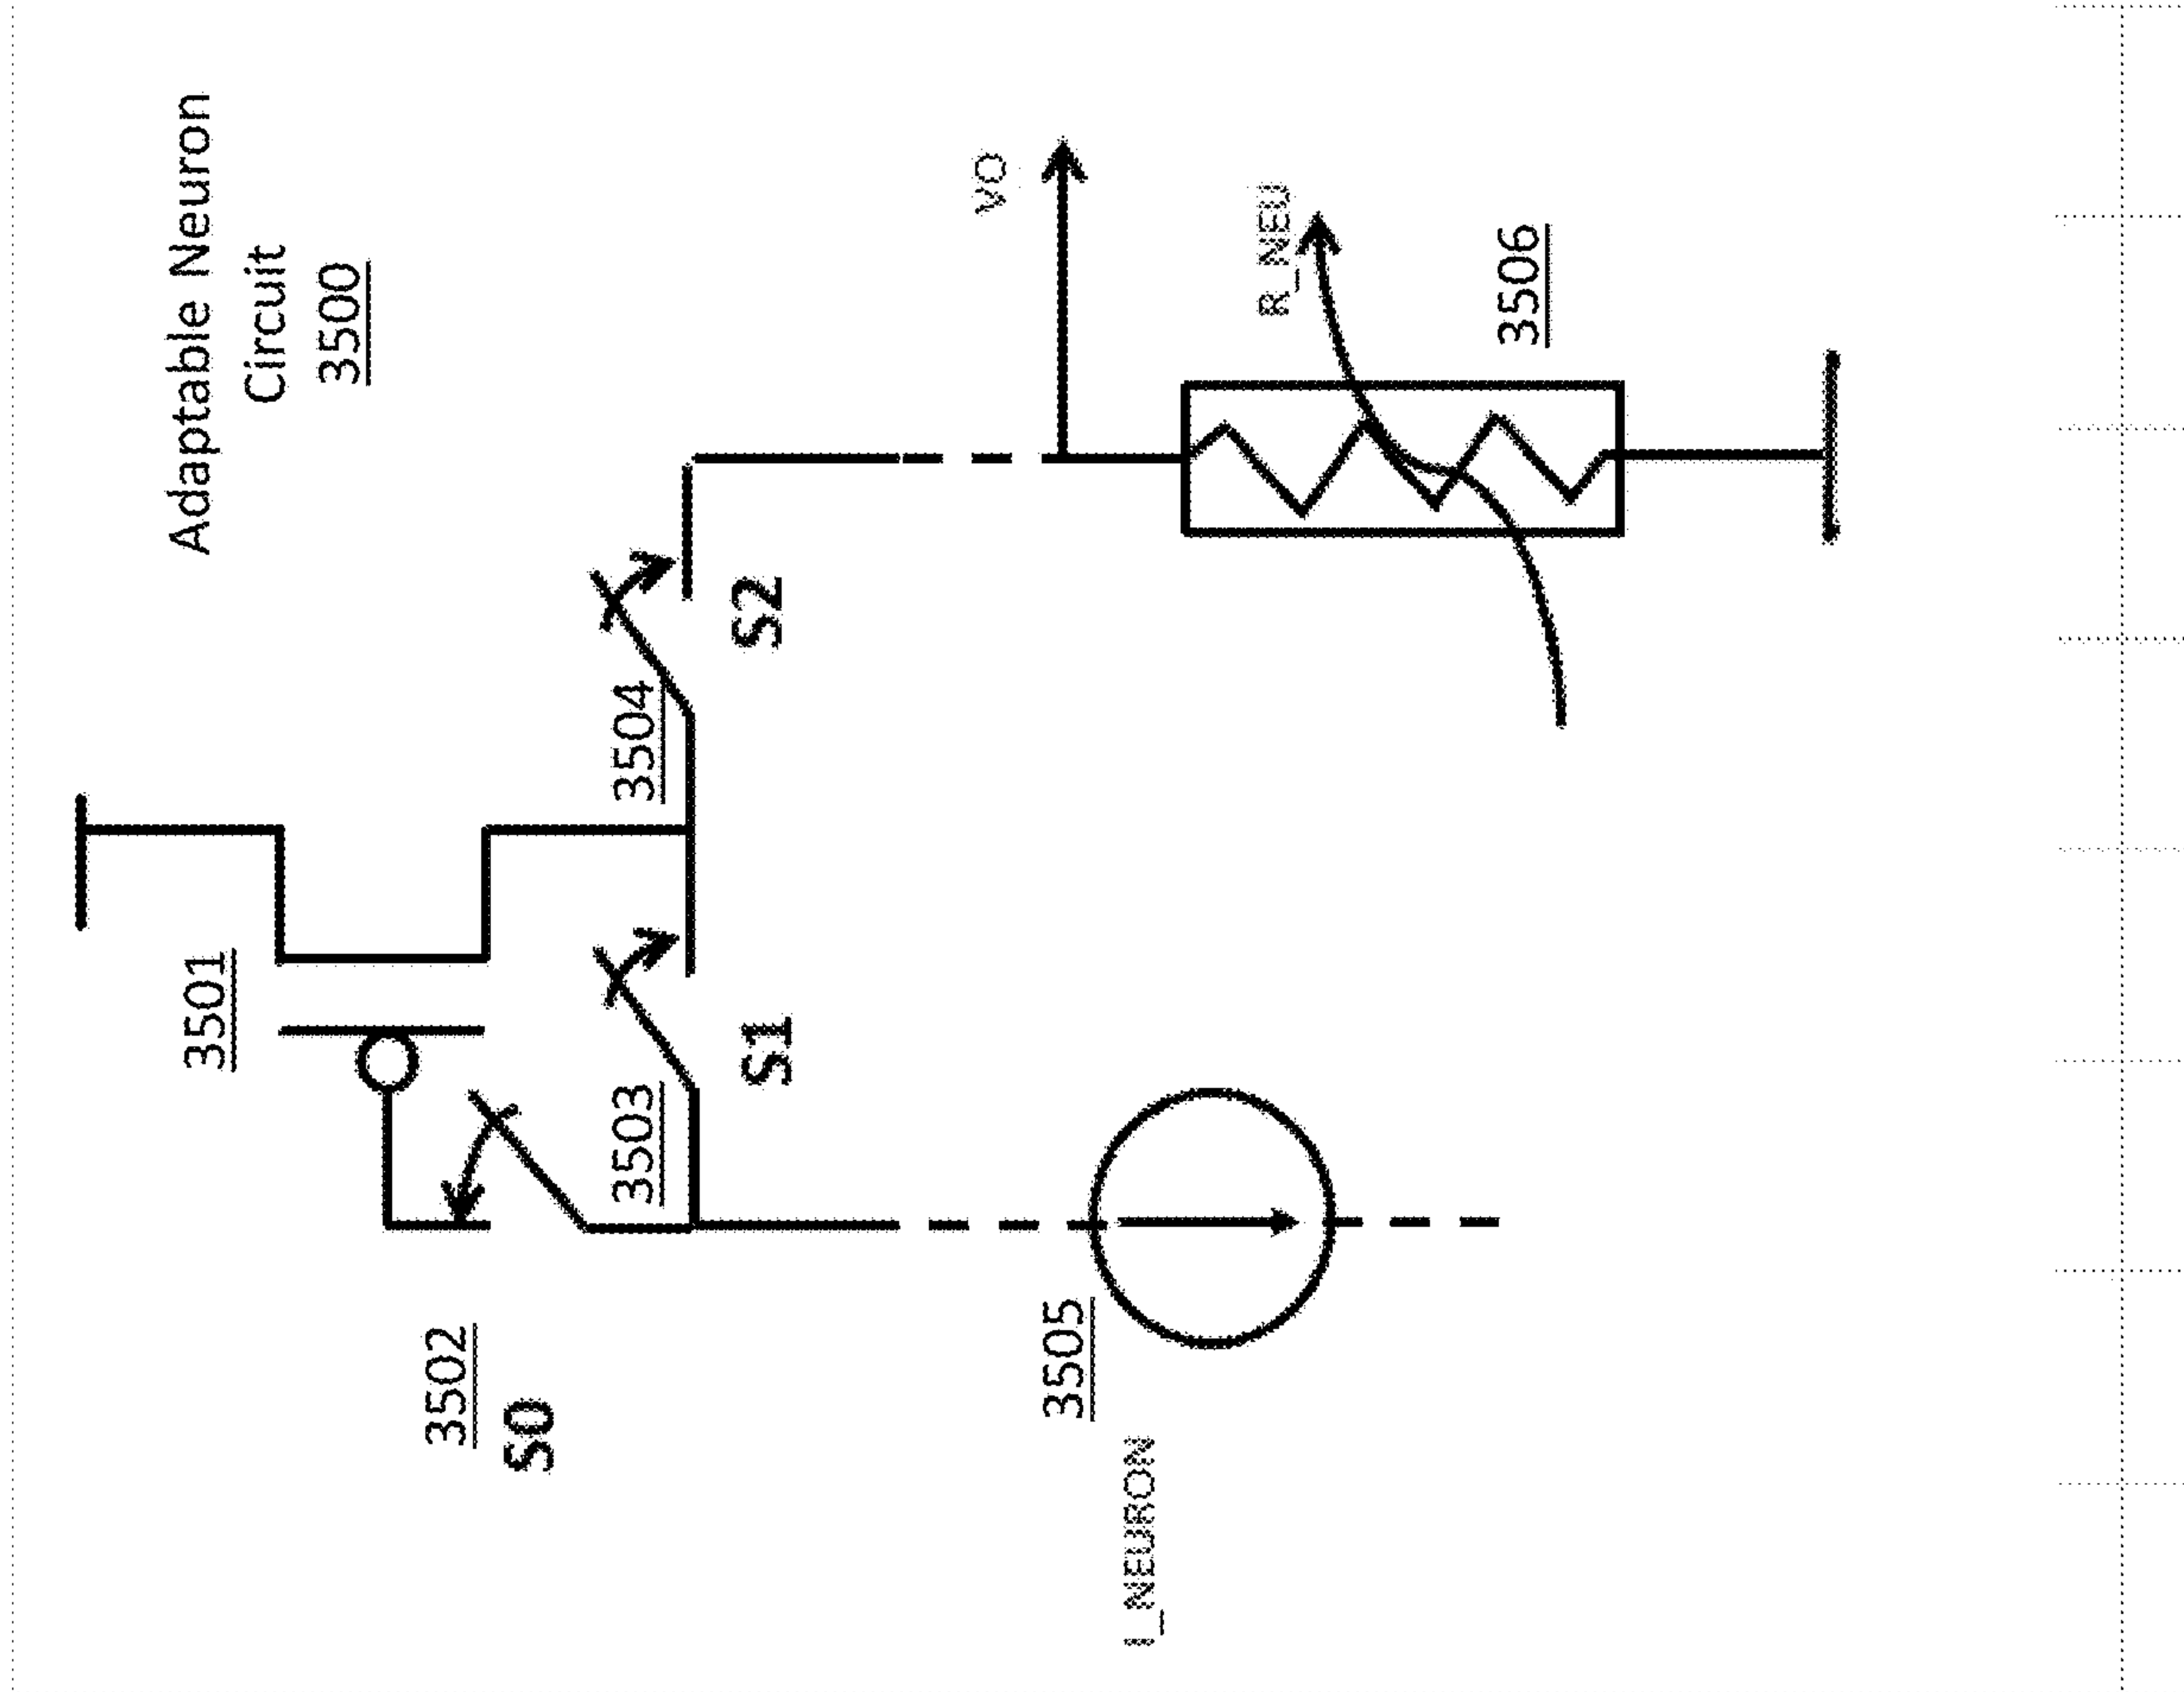 Adaptable Neuron
Circuit
3500
3501
3502
S0
3503
S1
3504
S2
VO
I_NEURON
3505
R_NEU
3506